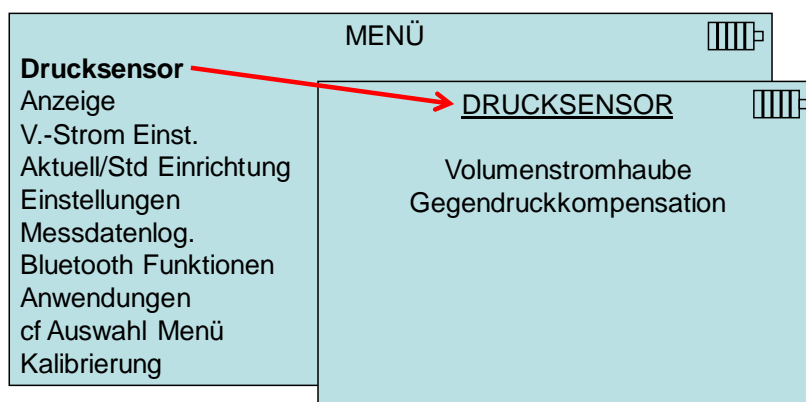 MENÜ
Drucksensor
Anzeige
V.-Strom Einst.
Aktuell/Std Einrichtung
Einstellungen
Messdatenlog.
Bluetooth Funktionen
Anwendungen
cf Auswahl Menü
Kalibrierung
DRUCKSENSOR
Volumenstromhaube
Gegendruckkompensation